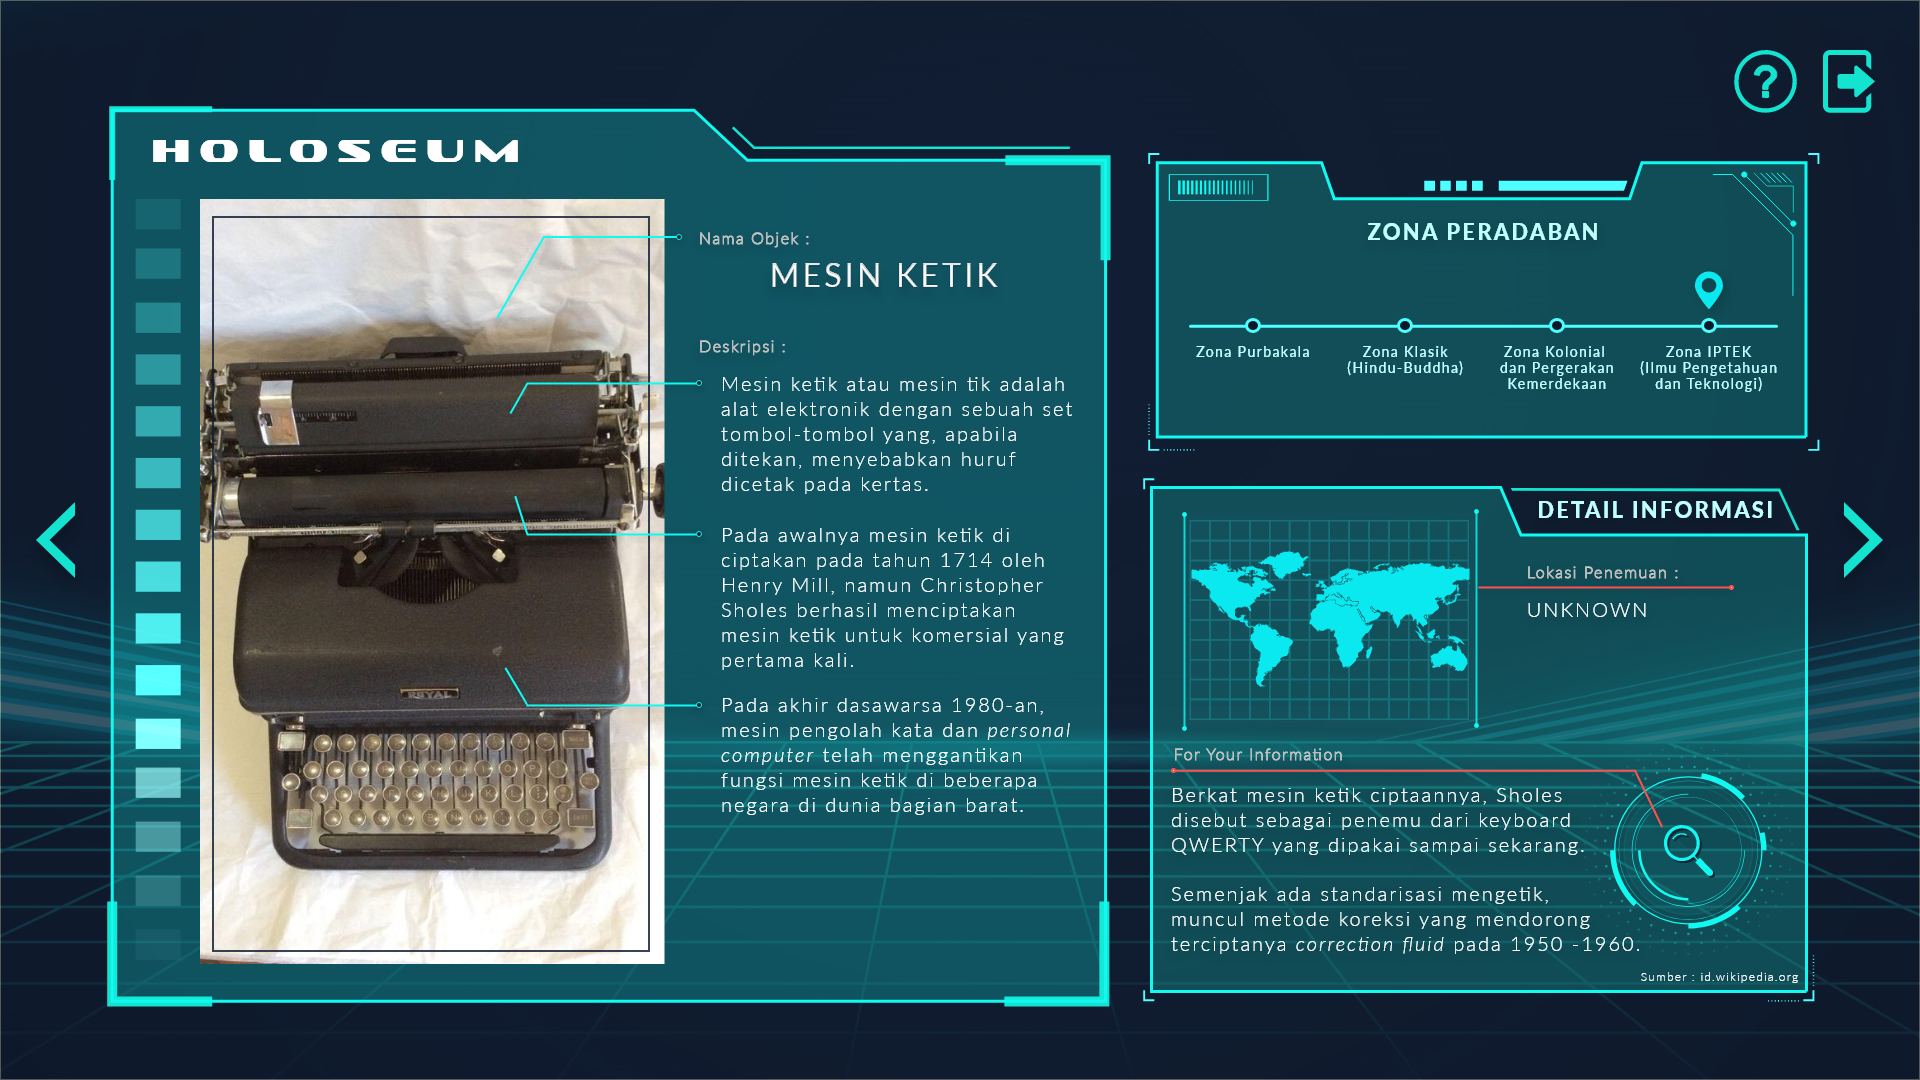 HOLOSEUM
Nama Objek :
MESIN KETIK
Deskripsi :
Mesin ketik atau mesin tik adalah
alat elektronik dengan sebuah set
tombol-tombol yang, apabila
ditekan, menyebabkan huruf
dicetak pada kertas.
Pada awalnya mesin ketik di
ciptakan pada tahun 1714 oleh
Henry Mill, namun Christopher
Sholes berhasil menciptakan
mesin ketik untuk komersial yang
pertama kali.
Pada akhir dasawarsa 1980-an,
mesin pengolah kata dan personal
computer telah menggantikan
fungsi mesin ketik di beberapa
negara di dunia bagian barat.
ROYAL
?
ZONA PERADABAN
Zona Purbakala
Zona Klasik
(Hindu-Buddha)
Zona Kolonial
dan Pergerakan
Kemerdekaan
Zona IPTEK
(Ilmu Pengetahuan
dan Teknologi)
DETAIL INFORMASI
Lokasi Penemuan :
UNKNOWN
For Your Information
Berkat mesin ketik ciptaannya, Sholes
disebut sebagai penemu dari keyboard
QWERTY yang dipakai sampai sekarang.
Semenjak ada standarisasi mengetik,
muncul metode koreksi yang mendorong
terciptanya correction fluid pada 1950 -1960.
Sumber : id.wikipedia.org